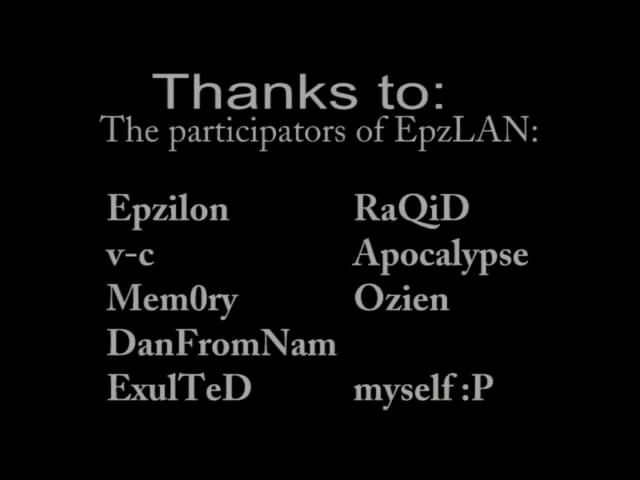 Thanks to:
The participators of EpzLAN:
Epzilon RaQiD
v-c Apocalypse
Mem0ry Ozien
DanFromNam
ExulTeD myself :P